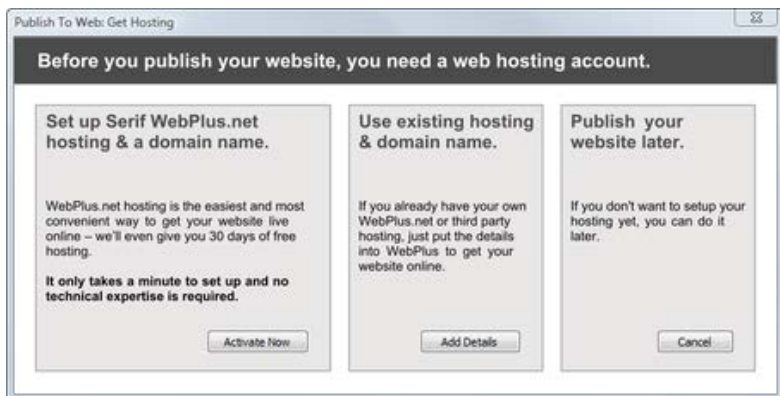 Publish To Web: Get Hosting
Before you publish your website, you need a web hosting account.
Set up Serif WebPlus.net
hosting & a domain name.
WebPlus.net hosting is the easiest and most
convenient way to get your website live
online – we'll even give you 30 days of free
hosting.
It only takes a minute to set up and no
technical expertise is required.
Activate Now
Use existing hosting
& domain name.
If you already have your own
WebPlus.net or third party
hosting, just put the details
into WebPlus to get your
website online.
Add Details
Publish your
website later.
If you don't want to setup your
hosting yet, you can do it
later.
Cancel